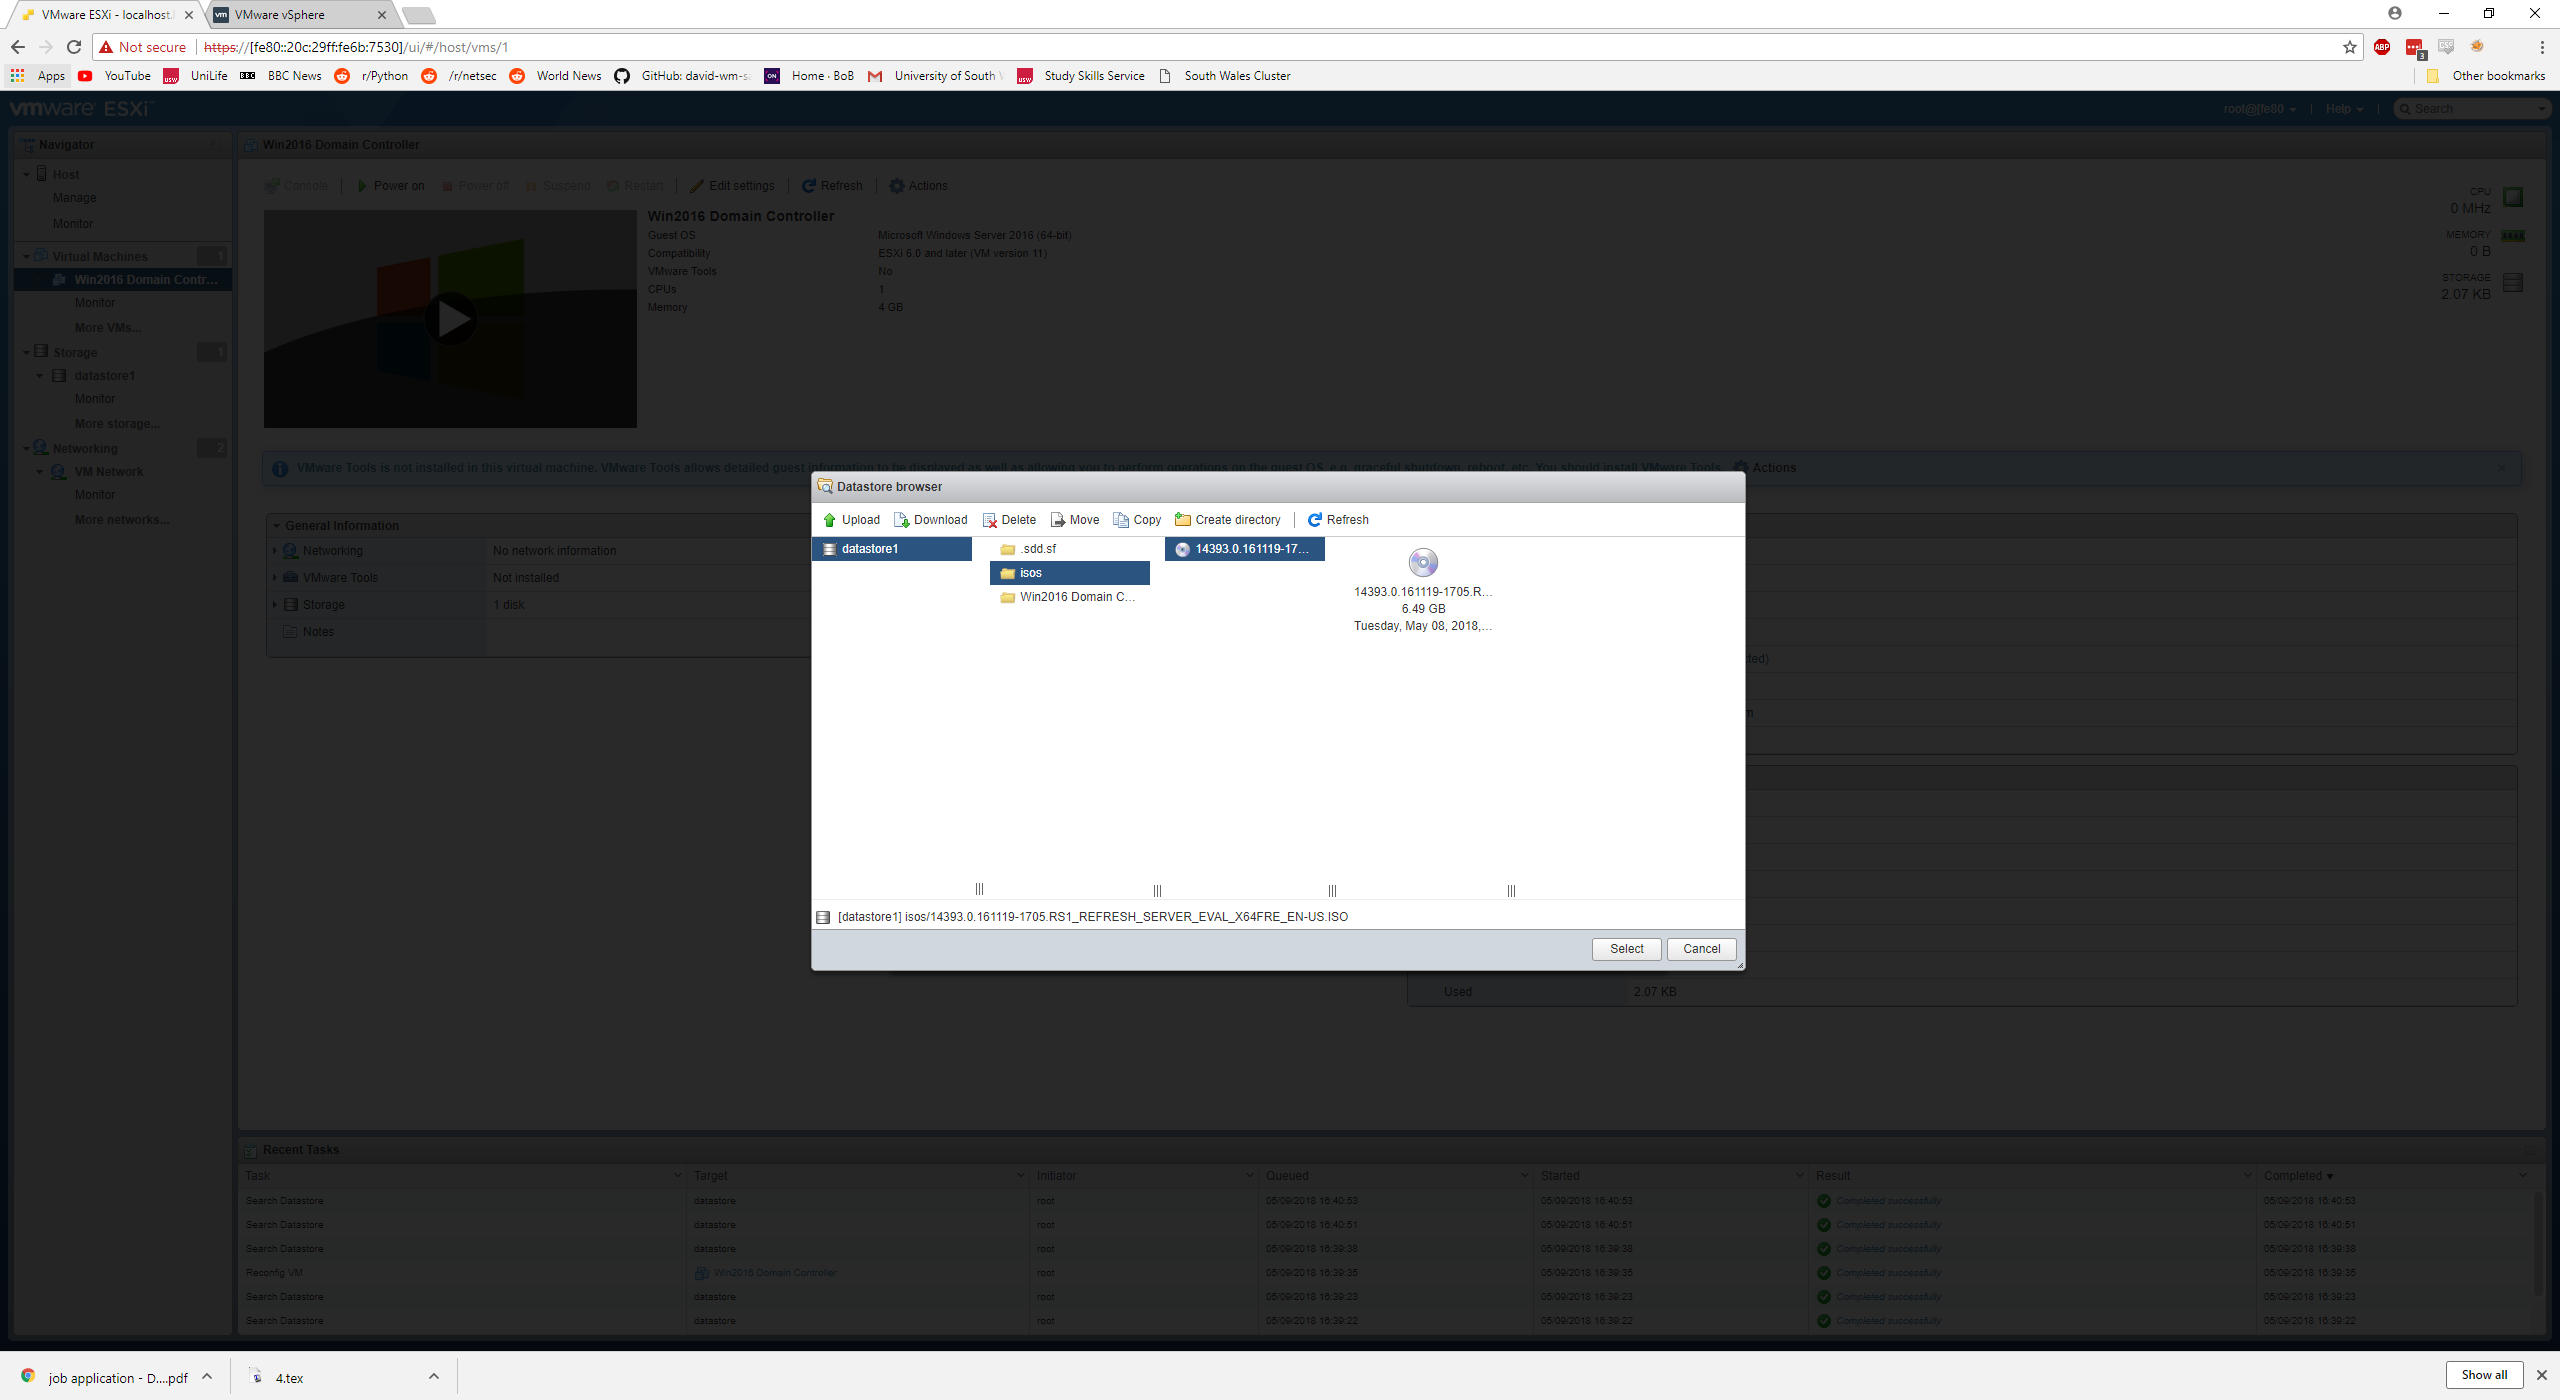 VMware ESXi - localhost.
VMware vSphere
Not secure
https://[fe80::20c:29ff:fe6b:7530]/ui/#/host/vms/1
ABP
CSS
3
Apps
YouTube
usw
UniLife
BBC
BBC News
r/Python
/r/netsec
World News
GitHub: david-wm-sa
ON
Home · BoB
University of South W
usw
Study Skills Service
South Wales Cluster
Other bookmarks
vmware ESXi™
root@[fe80
Help
Search
Navigator
Host
Manage
Monitor
Virtual Machines 1
Win2016 Domain Contr...
Monitor
More VMs...
Storage 1
datastore1
Monitor
More storage...
Networking 2
VM Network
Monitor
More networks...
Win2016 Domain Controller
Console
Power on
Power off
Suspend
Restart
Edit settings
Refresh
Actions
Win2016 Domain Controller
Guest OS Microsoft Windows Server 2016 (64-bit)
Compatibility ESXi 6.0 and later (VM version 11)
VMware Tools No
CPUs 1
Memory 4 GB
CPU
0 MHz
MEMORY
0 B
STORAGE
2.07 KB
VMware Tools is not installed in this virtual machine. VMware Tools allows detailed guest information to be displayed as well as allowing you to perform operations on the guest OS, e.g. graceful shutdown, reboot, etc. You should install VMware Tools. Actions
General Information
Networking No network information
VMware Tools Not installed
Storage 1 disk
Notes
Datastore browser
Upload
Download
Delete
Move
Copy
Create directory
Refresh
datastore1
.sdd.sf
isos
Win2016 Domain C...
14393.0.161119-17...
14393.0.161119-1705.R...
6.49 GB
Tuesday, May 08, 2018,...
[datastore1] isos/14393.0.161119-1705.RS1_REFRESH_SERVER_EVAL_X64FRE_EN-US.ISO
Select
Cancel
ted)
m
Used 2.07 KB
Recent Tasks
Task Target Initiator Queued Started Result Completed
Search Datastore datastore root 05/09/2018 16:40:53 05/09/2018 16:40:53 Completed successfully 05/09/2018 16:40:53
Search Datastore datastore root 05/09/2018 16:40:51 05/09/2018 16:40:51 Completed successfully 05/09/2018 16:40:51
Search Datastore datastore root 05/09/2018 16:39:38 05/09/2018 16:39:38 Completed successfully 05/09/2018 16:39:38
Reconfig VM Win2016 Domain Controller root 05/09/2018 16:39:35 05/09/2018 16:39:35 Completed successfully 05/09/2018 16:39:35
Search Datastore datastore root 05/09/2018 16:39:23 05/09/2018 16:39:23 Completed successfully 05/09/2018 16:39:23
Search Datastore datastore root 05/09/2018 16:39:22 05/09/2018 16:39:22 Completed successfully 05/09/2018 16:39:22
job application - D....pdf
4.tex
Show all